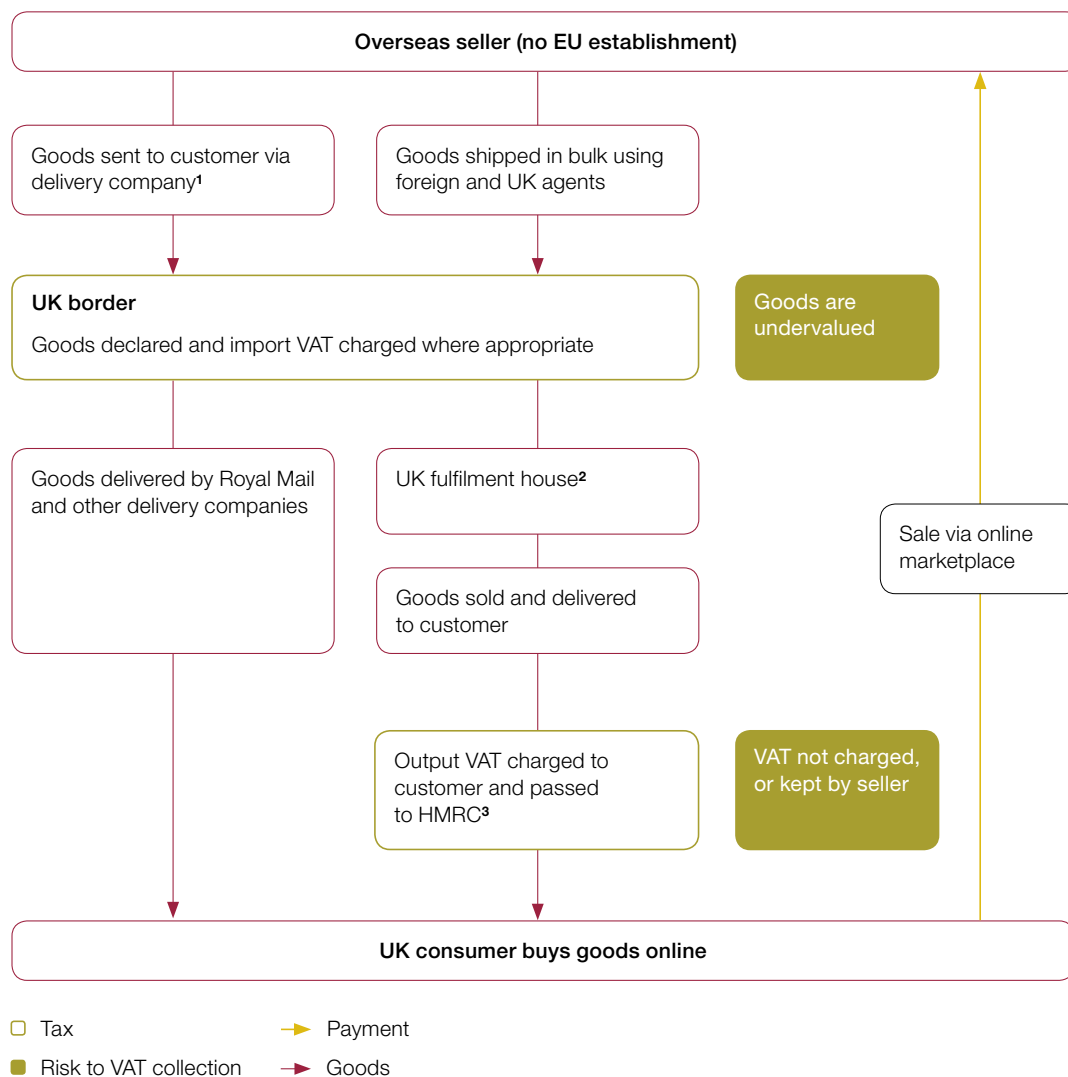 Overseas seller (no EU establishment)
Goods sent to customer via
delivery company1
Goods shipped in bulk using
foreign and UK agents
UK border
Goods declared and import VAT charged where appropriate
Goods are
undervalued
Goods delivered by Royal Mail
and other delivery companies
UK fulfilment house2
Sale via online
marketplace
Goods sold and delivered
to customer
Output VAT charged to
customer and passed
to HMRC3
VAT not charged,
or kept by seller
UK consumer buys goods online
Tax
Payment
Risk to VAT collection
Goods